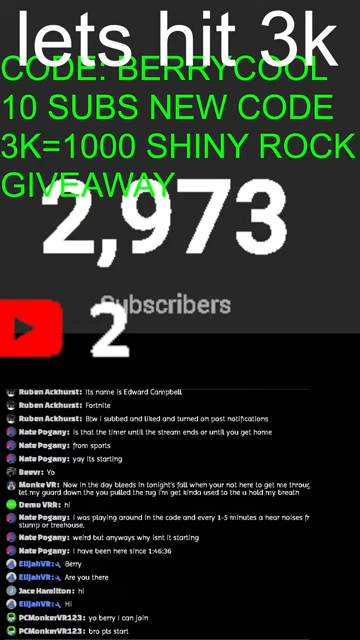 lets hit 3k
CODE: BERRYCOOL
10 SUBS NEW CODE
3K=1000 SHINY ROCK
GIVEAWAY
2,973
Subscribers
2
Ruben Ackhurst: Its name is Edward Campbell
Ruben Ackhurst: Fortnite
Ruben Ackhurst: Btw i subbed and liked and turned on post notifications
Nate Pogany: is that the timer until the stream ends or until you get home
Nate Pogany: from sports
Nate Pogany: yay its starting
Beevr: Yo
Monke VR: Now in the day bleeds in tonight's fall when your not here to get me throug
let my guard down the you pulled the rug i'm get kinda used to the u hold my breath
Demo VRR: hi
Nate Pogany: i was playing around in the code and every 1-5 minutes a hear noises fr
stump or treehouse.
Nate Pogany: weird but anyways why isnt it starting
Nate Pogany: i have been here since 1:46:36
ElijahVR: Berry
ElijahVR: Are you there
Jace Hamilton: hi
ElijahVR: Hi
PCMonkerVR123: yo berry i can join
PCMonkerVR123: bro pls start